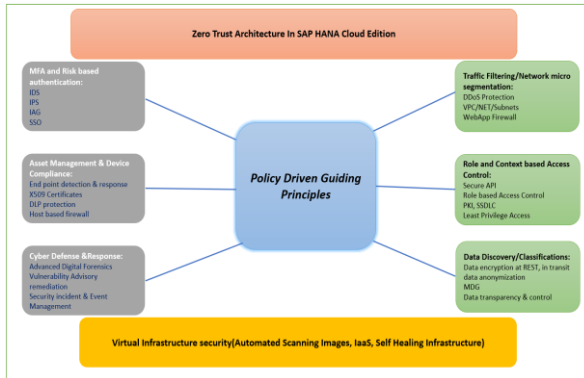 Zero Trust Architecture In SAP HANA Cloud Edition
MFA and Risk based
authentication:
IDS
IPS
IAG
SSO
Asset Management & Device
Compliance:
End point detection & response
X509 Certificates
DLP protection
Host based firewall
Cyber Defense &Response:
Advanced Digital Forensics
Vulnerability Advisory
remediation
Security incident & Event
Management
Policy Driven Guiding
Principles
Traffic Filtering/Network micro
segmentation:
DDoS Protection
VPC/NET/Subnets
WebApp Firewall
Role and Context based Access
Control:
Secure API
Role based Access Control
PKI, SSDLC
Least Privilege Access
Data Discovery/Classifications:
Data encryption at REST, in transit
data anonymization
MDG
Data transparency & control
Virtual Infrastructure security(Automated Scanning Images, IaaS, Self Healing Infrastructure)